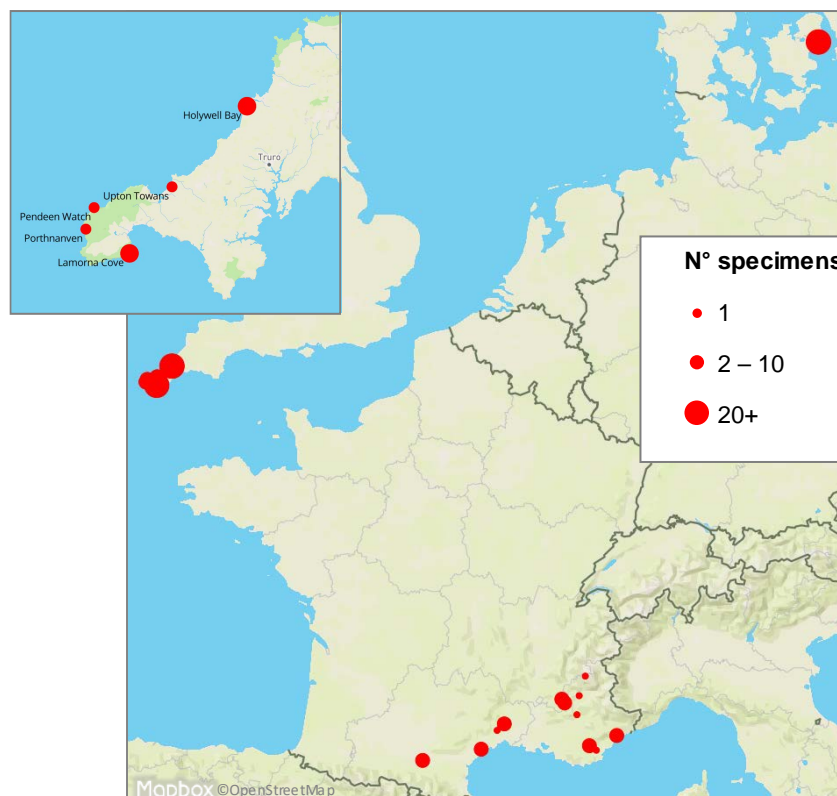 Holywell Bay
Truro
Upton Towans
Pendeen Watch
Porthnanven
Lamorna Cove
N° specimens
1
2 – 10
20+
Mapbox ©OpenStreetMap